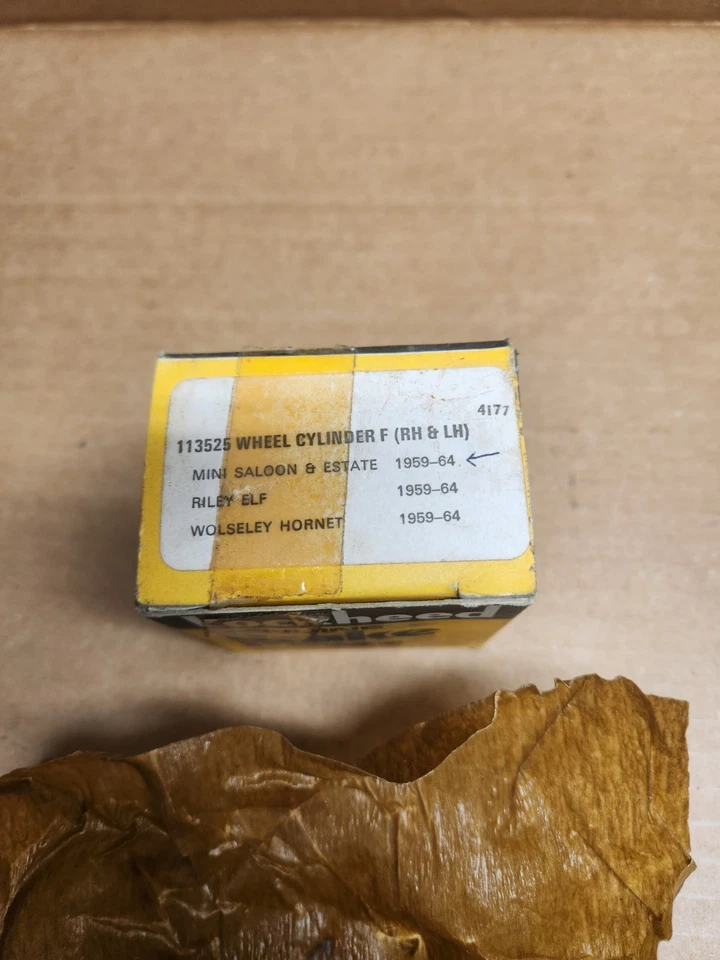 4177
113525 WHEEL CYLINDER F (RH & LH)
MINI SALOON & ESTATE 1959–64
RILEY ELF 1959–64
WOLSELEY HORNET 1959–64